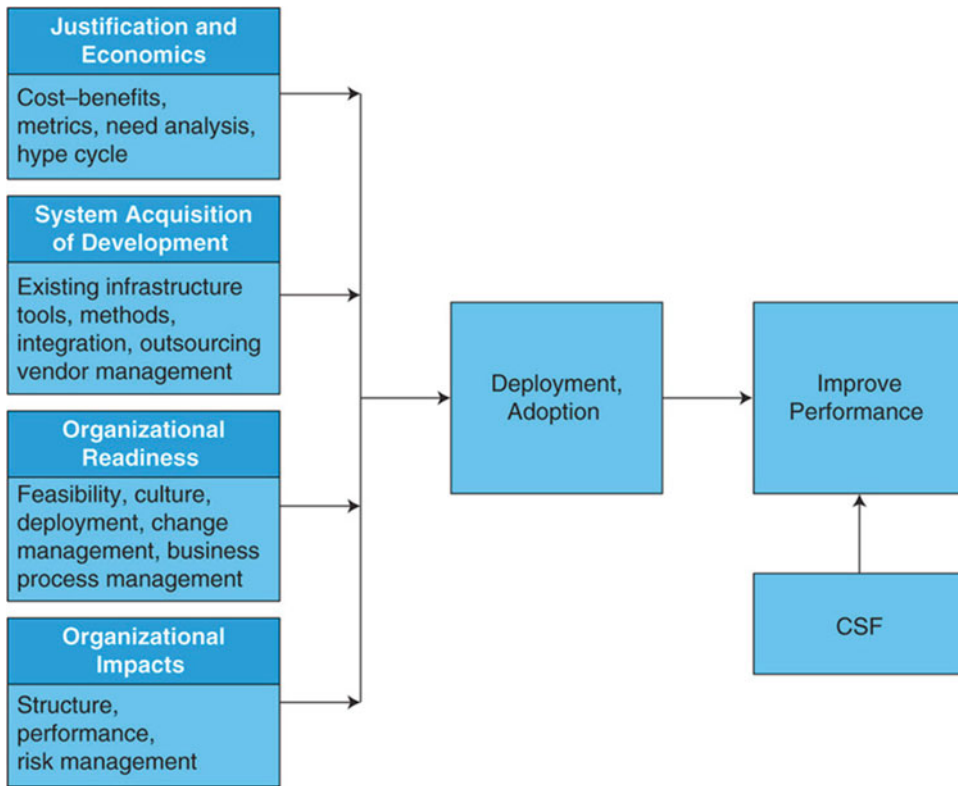 Justification and
Economics
Cost–benefits,
metrics, need analysis,
hype cycle
System Acquisition
of Development
Existing infrastructure
tools, methods,
integration, outsourcing
vendor management
Organizational
Readiness
Feasibility, culture,
deployment, change
management, business
process management
Organizational
Impacts
Structure,
performance,
risk management
Deployment,
Adoption
Improve
Performance
CSF